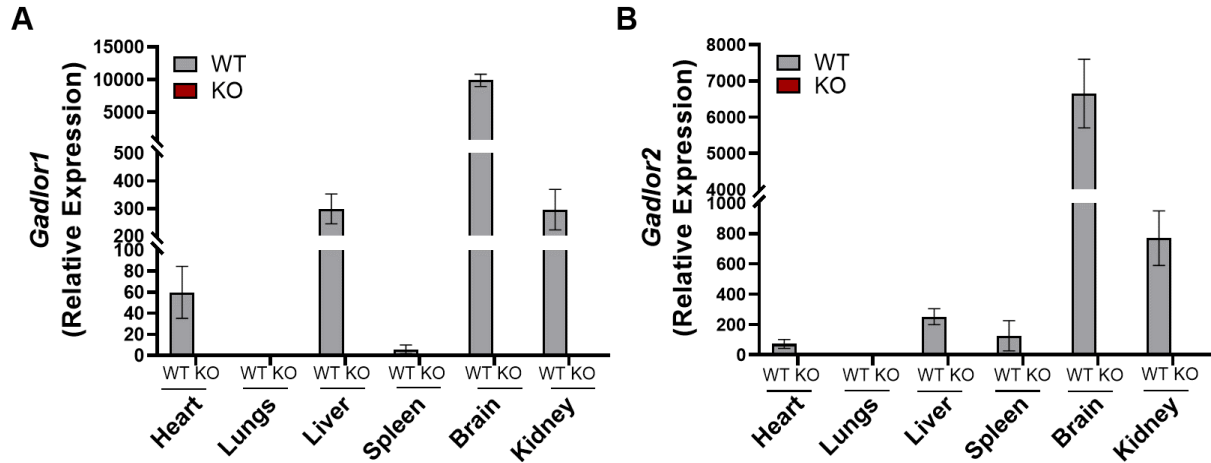 A
Gadlor1
(Relative Expression)
15000
10000
5000
500
400
300
200
100
80
60
40
20
0
WT
KO
WT KO WT KO WT KO WT KO WT KO WT KO
Heart Lungs Liver Spleen Brain Kidney
B
Gadlor2
(Relative Expression)
8000
7000
6000
4000
1000
800
600
400
200
0
WT
KO
WT KO WT KO WT KO WT KO WT KO WT KO
Heart Lungs Liver Spleen Brain Kidney